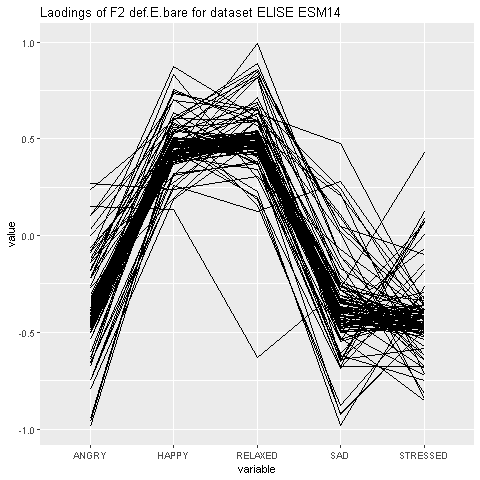 Laodings of F2 def.E.bare for dataset ELISE ESM14
1.0
0.5
0.0
-0.5
-1.0
value
ANGRY HAPPY RELAXED SAD STRESSED
variable